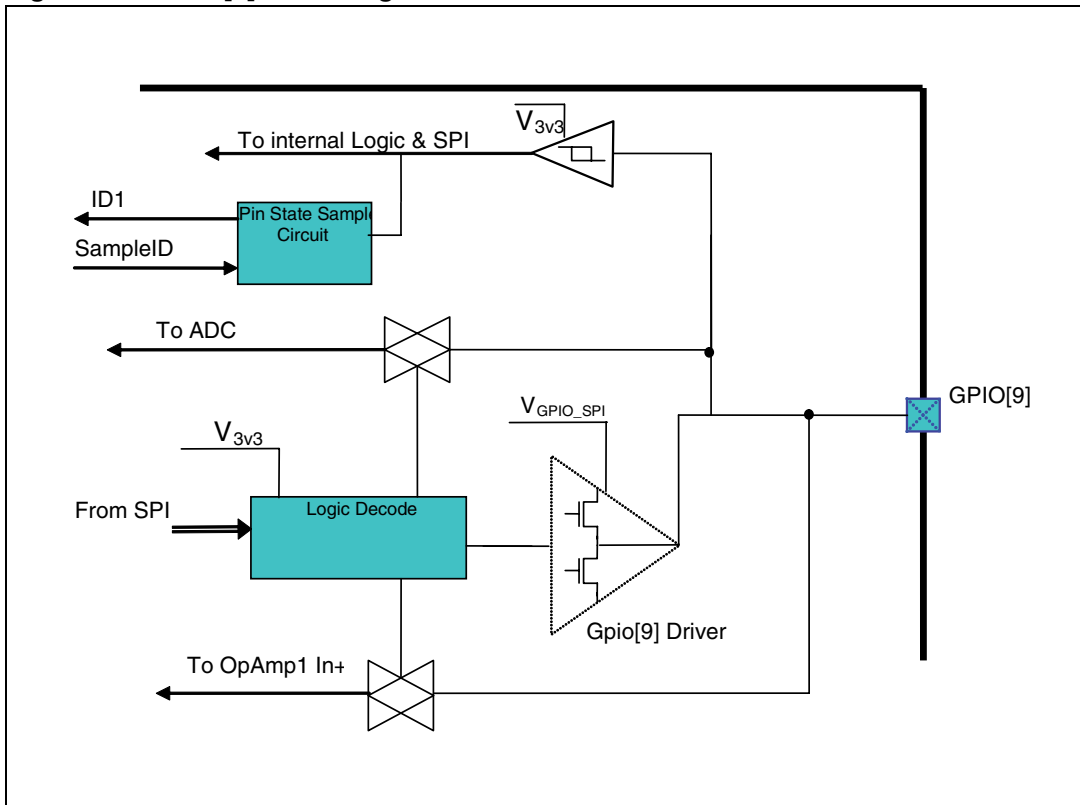 V3v3
To internal Logic & SPI
ID1
Pin State Sampl
Circuit
SampleID
To ADC
GPIO[9]
VGPIO_SPI
V3v3
From SPI
Logic Decode
Gpio[9] Driver
To OpAmp1 In+